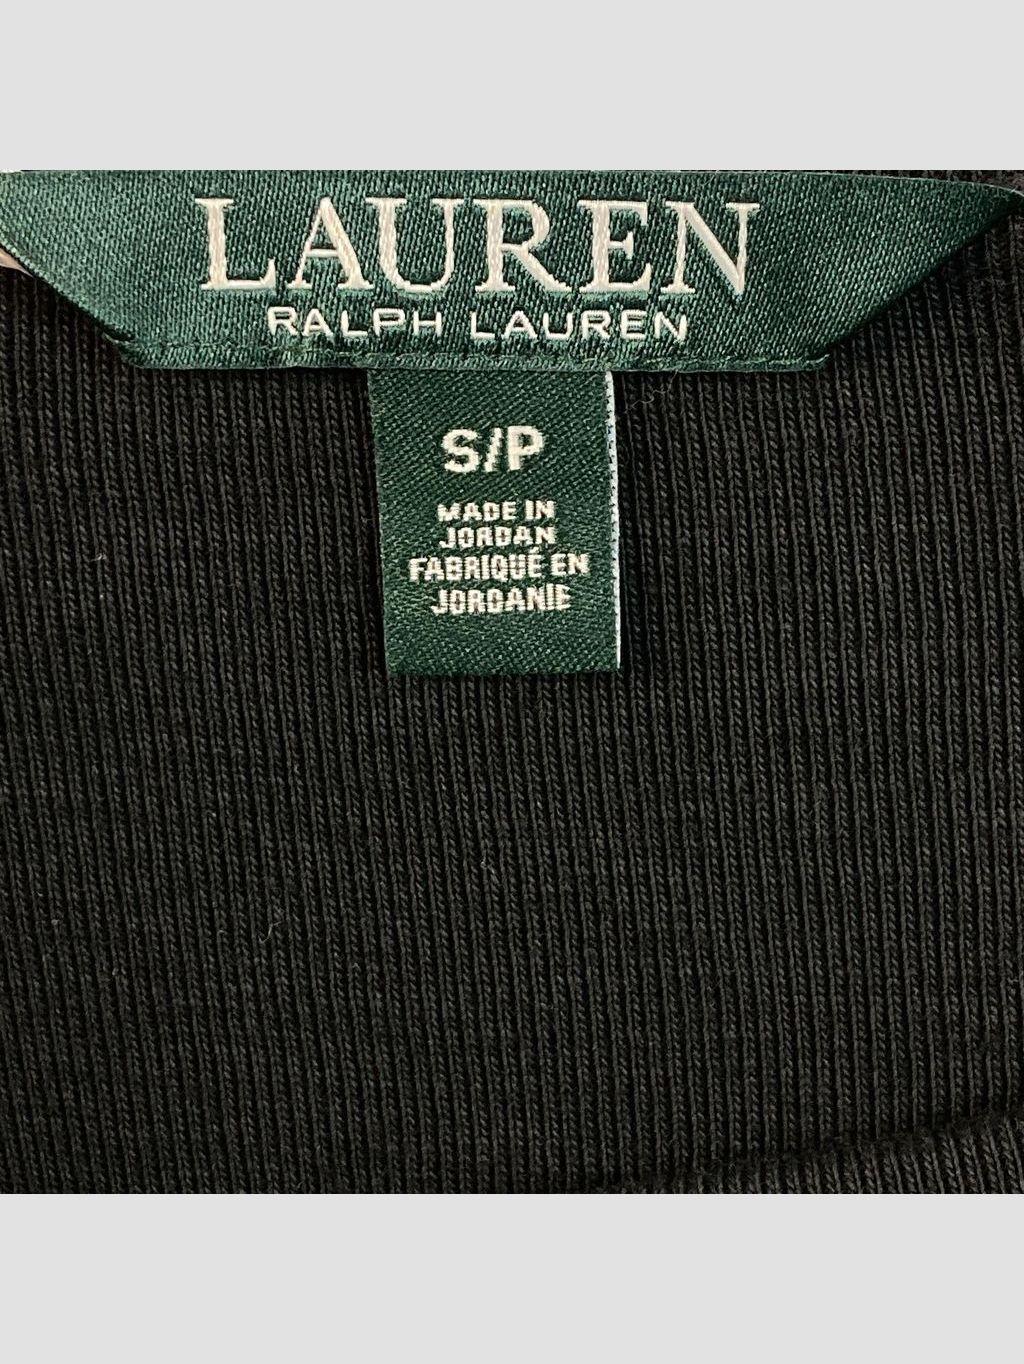 LAUREN
RALPH LAUREN
S/P
MADE IN
JORDAN
FABRIQUÉ EN
JORDANIE